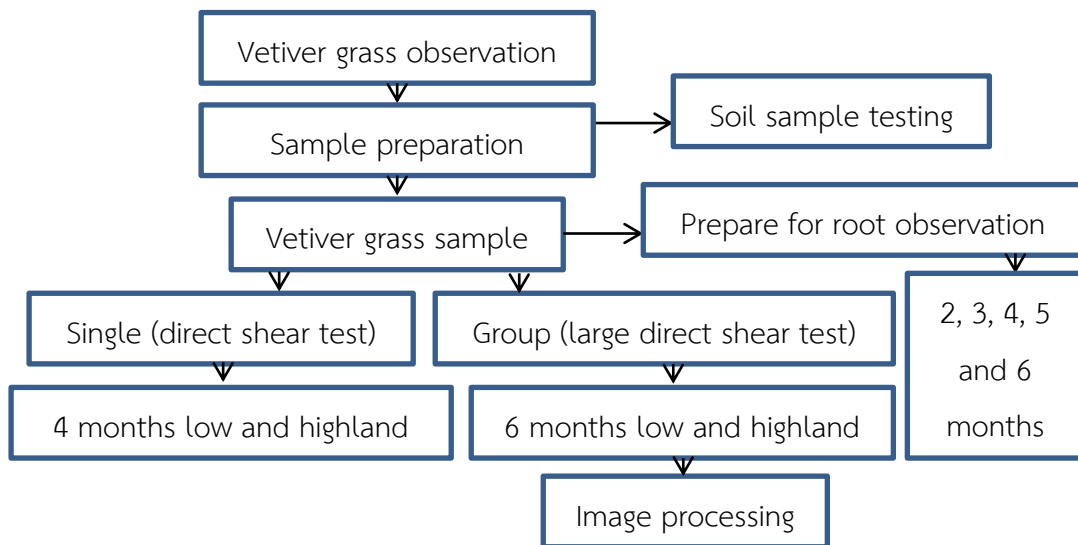 Vetiver grass observation
Sample preparation
Soil sample testing
Vetiver grass sample
Prepare for root observation
Single (direct shear test)
Group (large direct shear test)
2, 3, 4, 5
and 6
months
4 months low and highland
6 months low and highland
Image processing